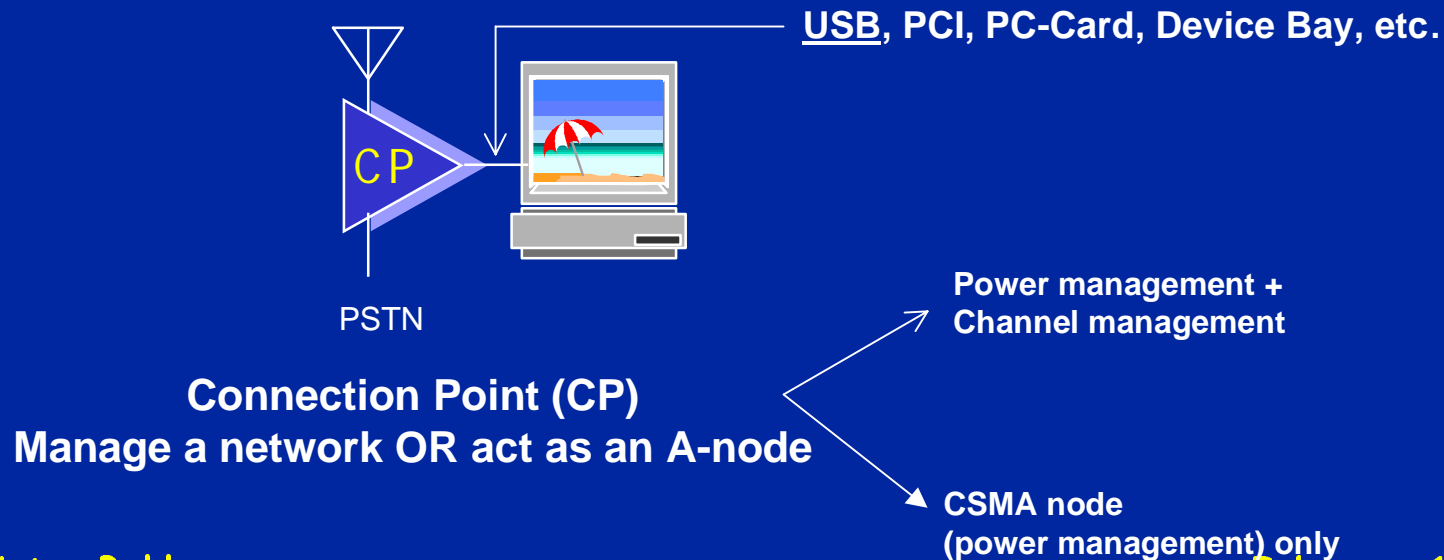 USB, PCI, PC-Card, Device Bay, etc.
CP
PSTN
Power management +
Channel management
Connection Point (CP)
Manage a network OR act as an A-node
CSMA node
(power management) only